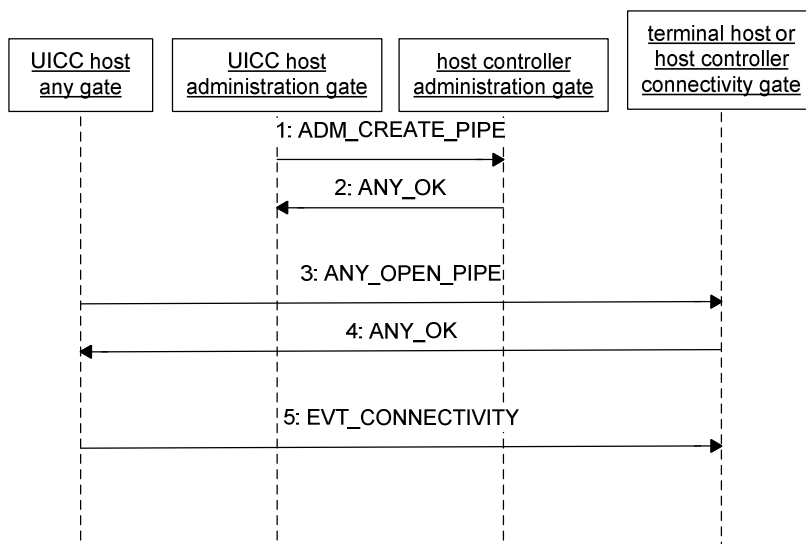 UICC host
any gate
UICC host
administration gate
host controller
administration gate
terminal host or
host controller
connectivity gate
1: ADM_CREATE_PIPE
2: ANY_OK
3: ANY_OPEN_PIPE
4: ANY_OK
5: EVT_CONNECTIVITY